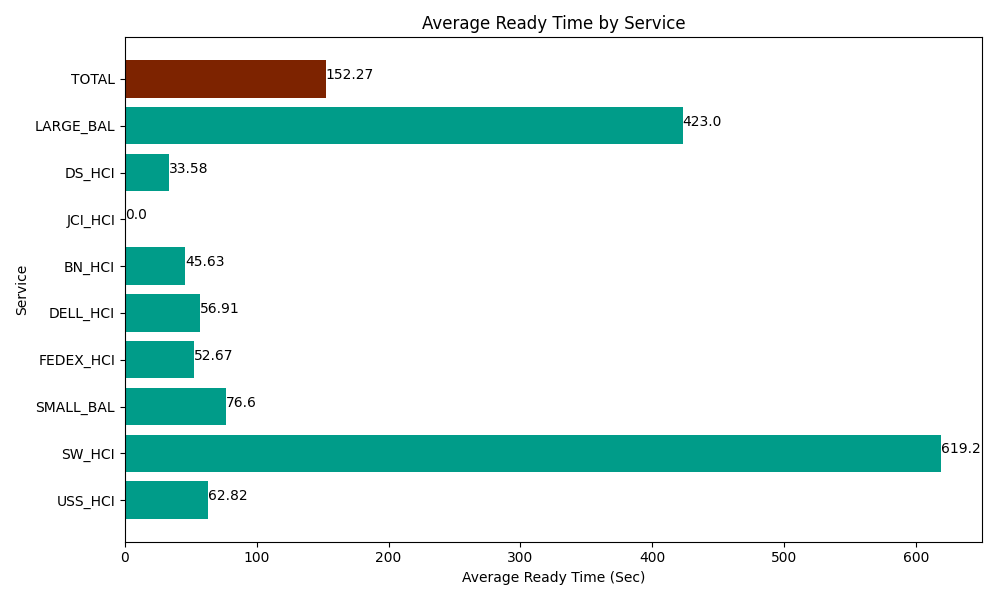 Average Ready Time by Service
TOTAL 152.27
LARGE_BAL 423.0
DS_HCI 33.58
JCI_HCI 0.0
BN_HCI 45.63
DELL_HCI 56.91
FEDEX_HCI 52.67
SMALL_BAL 76.6
SW_HCI 619.2
USS_HCI 62.82
Service
0 100 200 300 400 500 600
Average Ready Time (Sec)